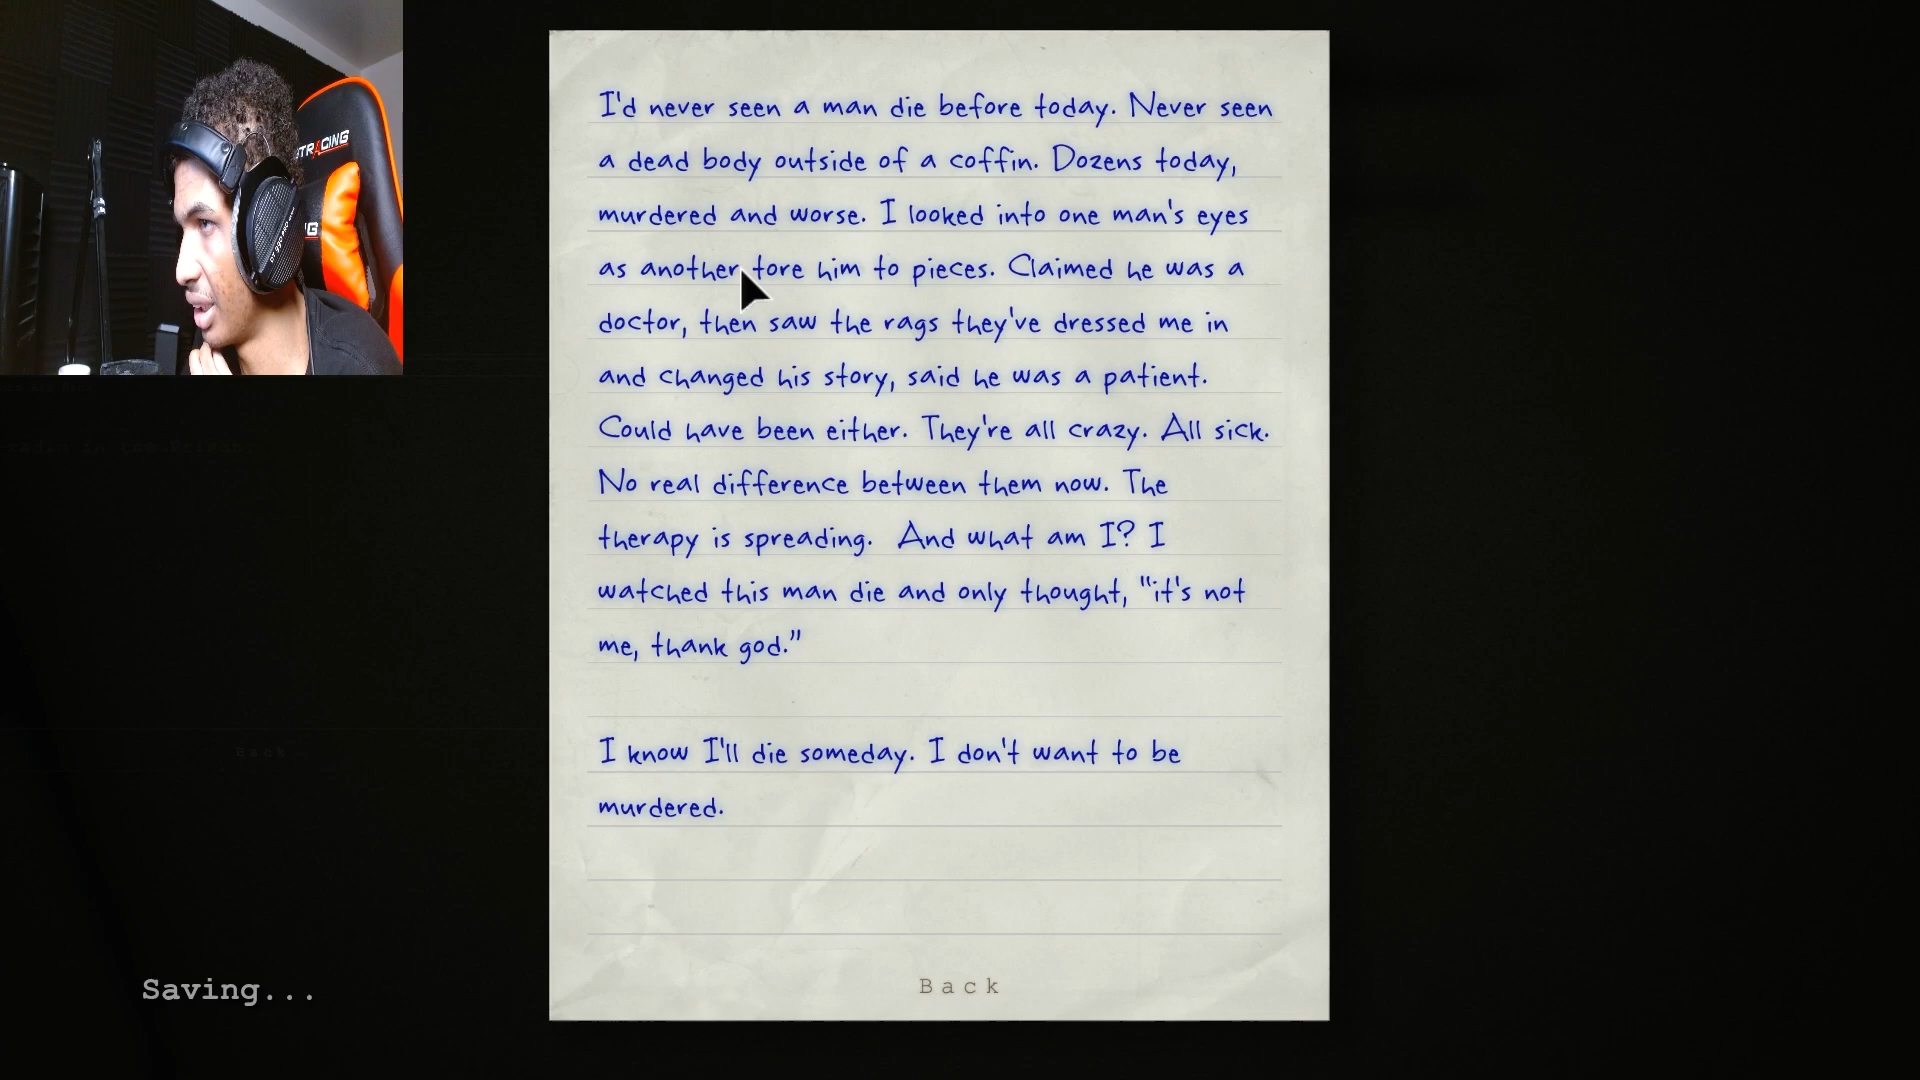 I'd never seen a man die before today. Never seen
a dead body outside of a coffin. Dozens today,
murdered and worse. I looked into one man's eyes
as another tore him to pieces. Claimed he was a
doctor, then saw the rags they've dressed me in
and changed his story, said he was a patient.
Could have been either. They're all crazy. All sick.
No real difference between them now. The
therapy is spreading. And what am I? I
watched this man die and only thought, "it's not
me, thank god."
I know I'll die someday. I don't want to be
murdered.
Back
Saving...
Back